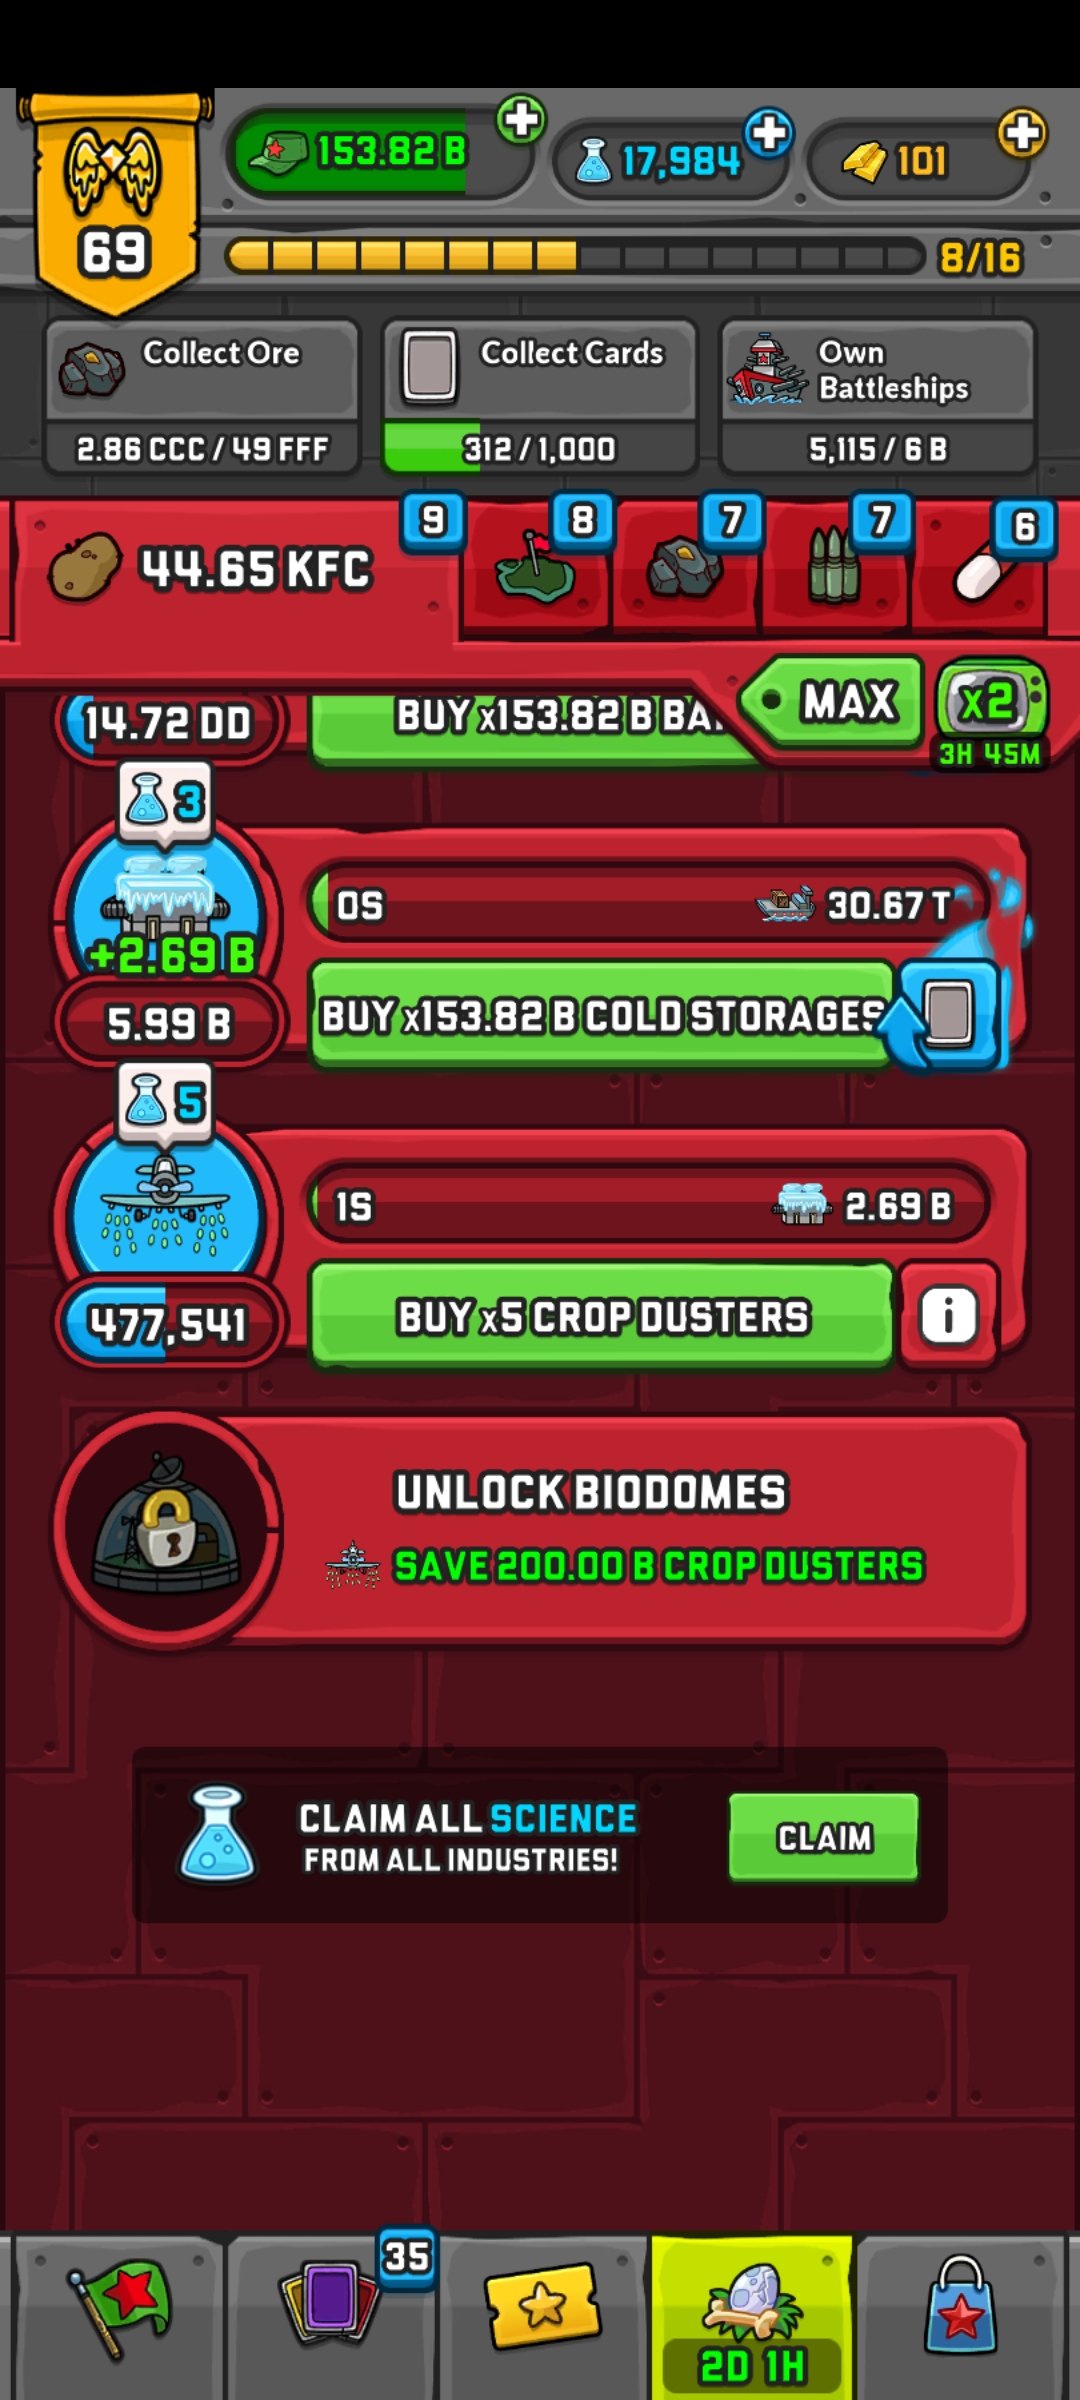 153.82 B
17,984
101
69
8/16
Collect Ore
2.86 CCC / 49 FFF
Collect Cards
312 / 1,000
Own
Battleships
5,115 / 6 B
44.65 KFC
9
8
7
7
6
MAX
x2
3H 45M
14.72 DD
BUY x153.82 B
3
+2.69 B
5.99 B
0S
30.67 T
BUY x153.82 B COLD STORAGES
5
477,541
1S
2.69 B
BUY x5 CROP DUSTERS
i
UNLOCK BIODOMES
SAVE 200.00 B CROP DUSTERS
CLAIM ALL SCIENCE
FROM ALL INDUSTRIES!
CLAIM
35
2D 1H